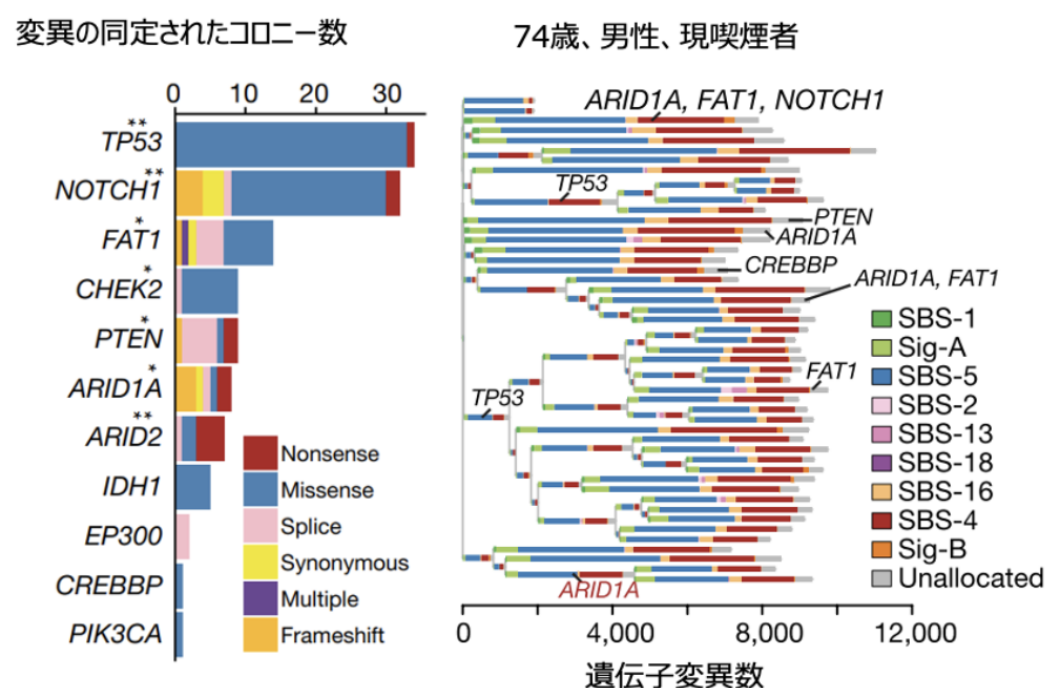 変異の同定されたコロニー数
0 10 20 30
TP53
**
NOTCH1
**
FAT1
*
CHEK2
*
PTEN
*
ARID1A
*
ARID2
**
IDH1
EP300
CREBBP
PIK3CA
Nonsense
Missense
Splice
Synonymous
Multiple
Frameshift
74歳、男性、現喫煙者
ARID1A, FAT1, NOTCH1
TP53
PTEN
ARID1A
CREBBP
ARID1A, FAT1
FAT1
TP53
ARID1A
SBS-1
Sig-A
SBS-5
SBS-2
SBS-13
SBS-18
SBS-16
SBS-4
Sig-B
Unallocated
0 4,000 8,000 12,000
遺伝子変異数